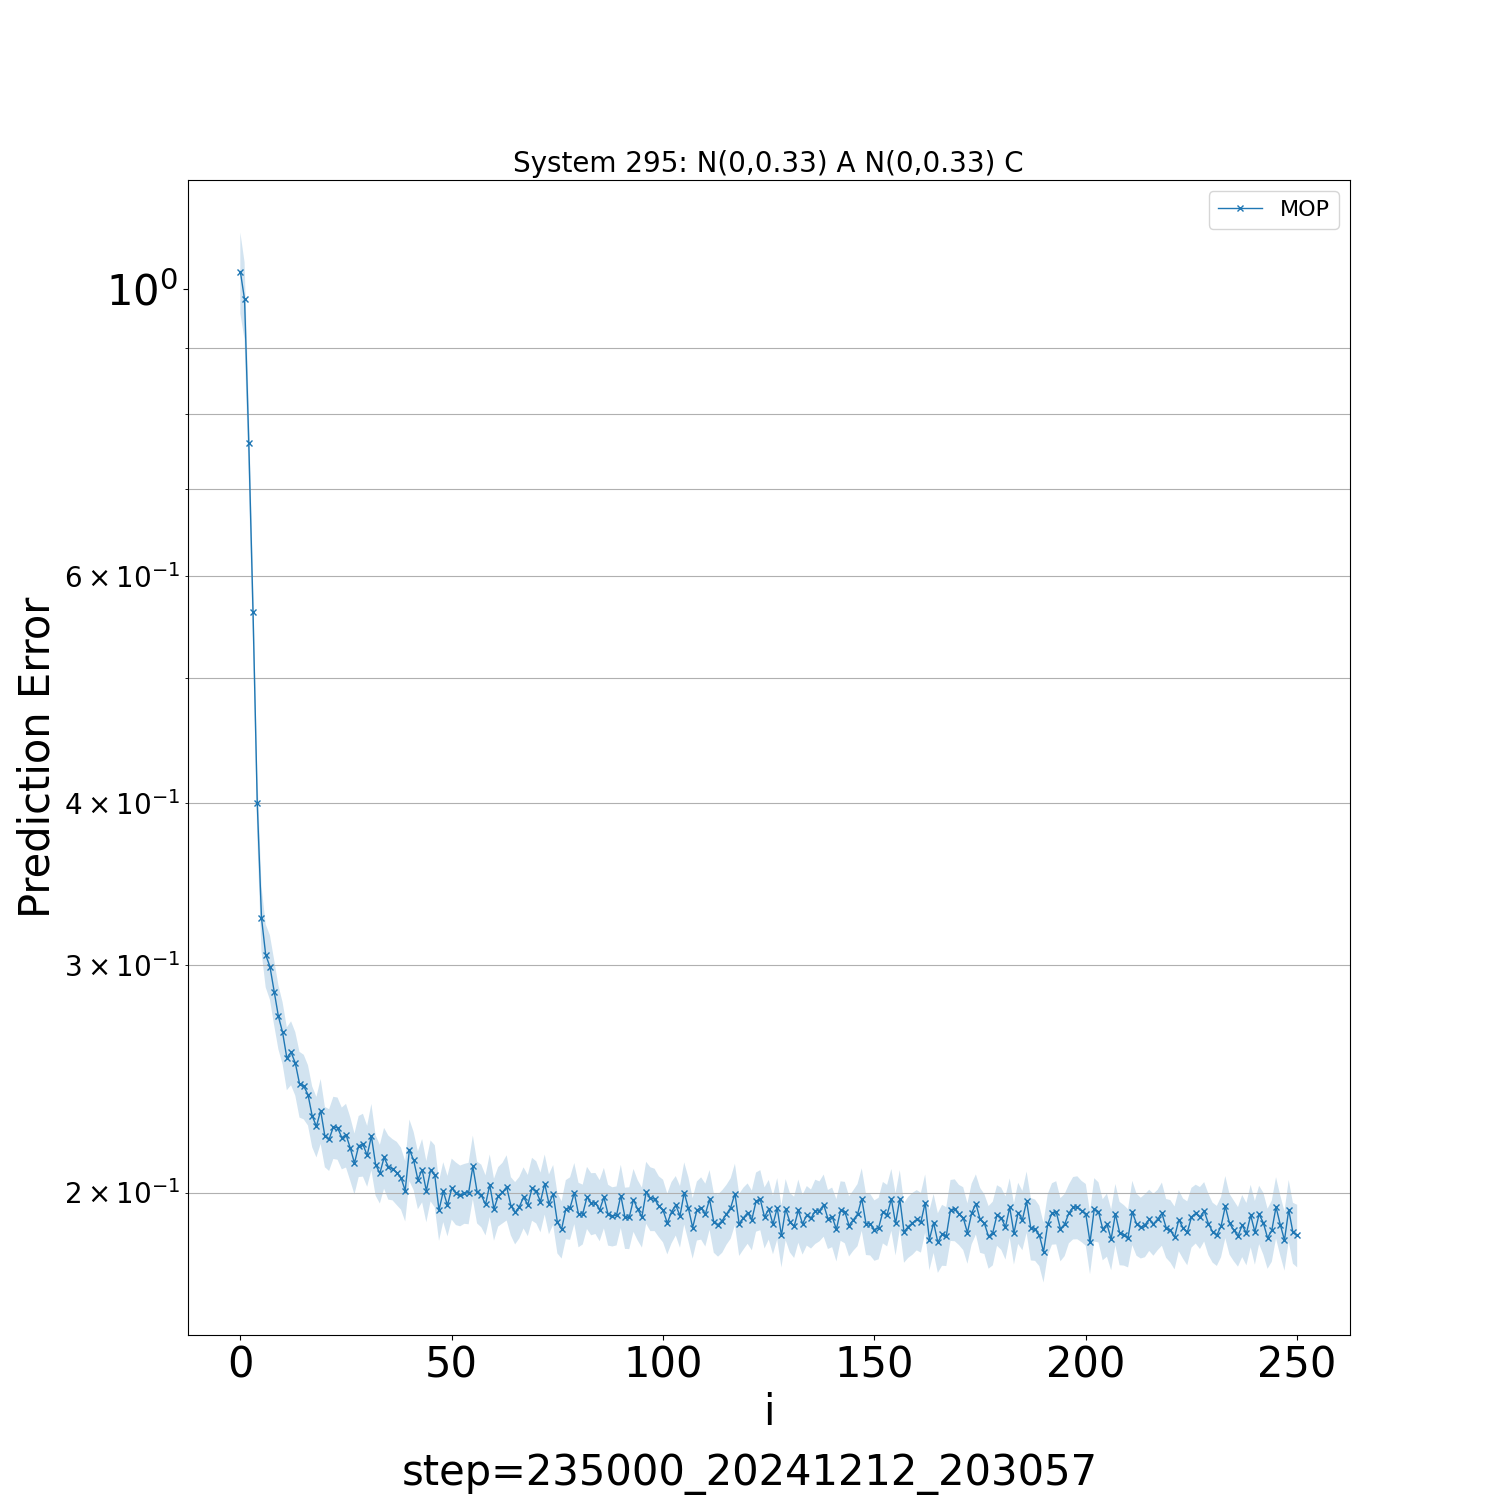 System 295: N(0,0.33) A N(0,0.33) C
MOP
10⁰
6 × 10⁻¹
4 × 10⁻¹
3 × 10⁻¹
2 × 10⁻¹
Prediction Error
0 50 100 150 200 250
i
step=235000_20241212_203057